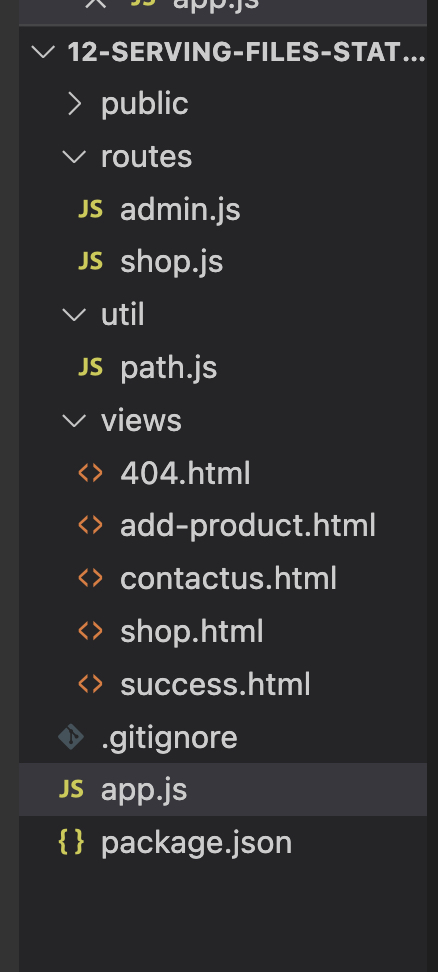 JS app.js
12-SERVING-FILES-STAT...
public
routes
JS admin.js
JS shop.js
util
JS path.js
views
<> 404.html
<> add-product.html
<> contactus.html
<> shop.html
<> success.html
.gitignore
JS app.js
{} package.json